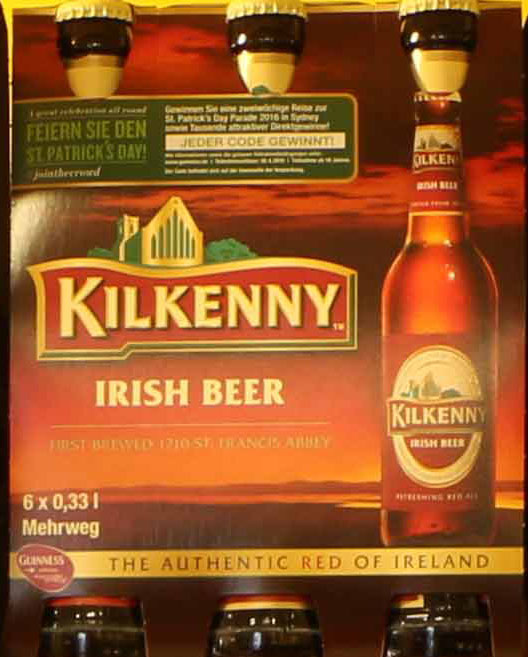 A great celebration all round
FEIERN SIE DEN
ST. PATRICK'S DAY!
jointhecrowd
Gewinnen Sie eine zweiwöchige Reise zur
St. Patrick's Day Parade 2016 in Sydney
sowie Tausende attraktiver Direktgewinne!
JEDER CODE GEWINNT!
KILKENNY
IRISH BEER
KILKENNY™
IRISH BEER
FIRST BREWED 1710 ST. FRANCIS ABBEY
KILKENNY
IRISH BEER
REFRESHING RED ALE
6 x 0,33 l
Mehrweg
GUINNESS
THE AUTHENTIC RED OF IRELAND